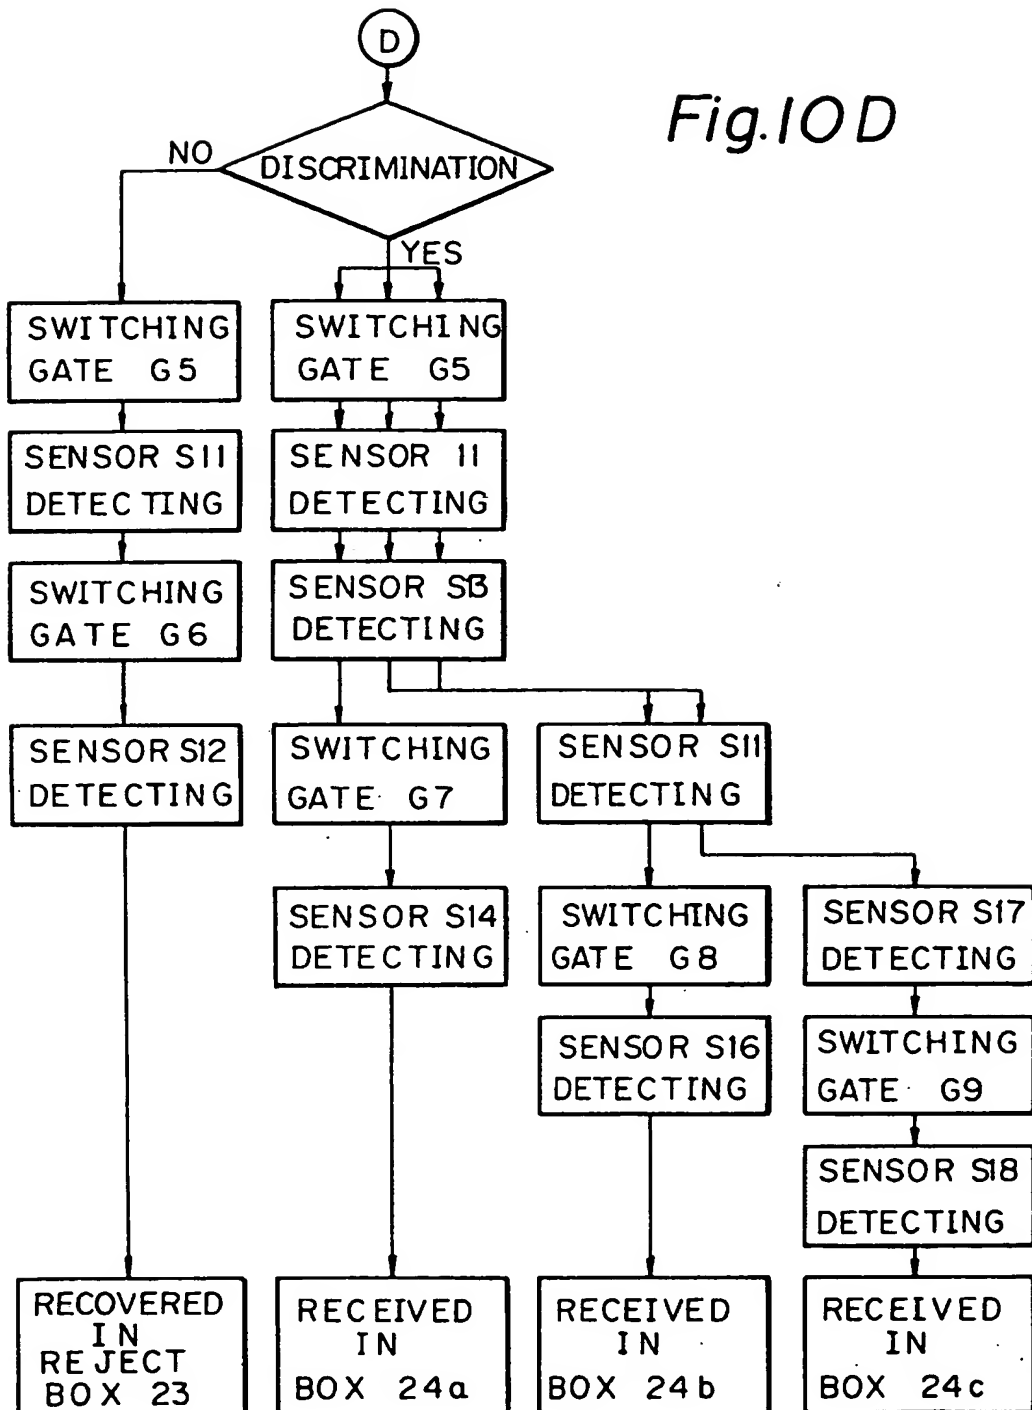 D
Fig.10D
NO
DISCRIMINATION
YES
SWITCHING
GATE G5
SWITCHING
GATE G5
SENSOR S11
DETECTING
SENSOR 11
DETECTING
SWITCHING
GATE G6
SENSOR S13
DETECTING
SENSOR S12
DETECTING
SWITCHING
GATE G7
SENSOR S11
DETECTING
SENSOR S14
DETECTING
SWITCHING
GATE G8
SENSOR S17
DETECTING
SENSOR S16
DETECTING
SWITCHING
GATE G9
SENSOR S18
DETECTING
RECOVERED
IN
REJECT
BOX 23
RECEIVED
IN
BOX 24a
RECEIVED
IN
BOX 24b
RECEIVED
IN
BOX 24c